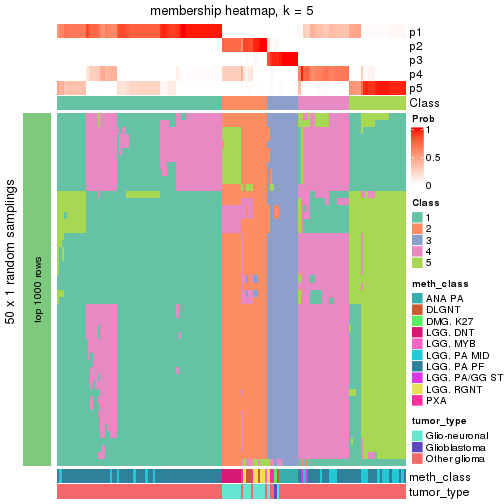 membership heatmap, k = 5
p1
p2
p3
p4
p5
Class
50 x 1 random samplings
top 1000 rows
meth_class
tumor_type
Prob
1
0.5
0
Class
1
2
3
4
5
meth_class
ANA PA
DLGNT
DMG, K27
LGG, DNT
LGG, MYB
LGG, PA MID
LGG, PA PF
LGG, PA/GG ST
LGG, RGNT
PXA
tumor_type
Glio-neuronal
Glioblastoma
Other glioma